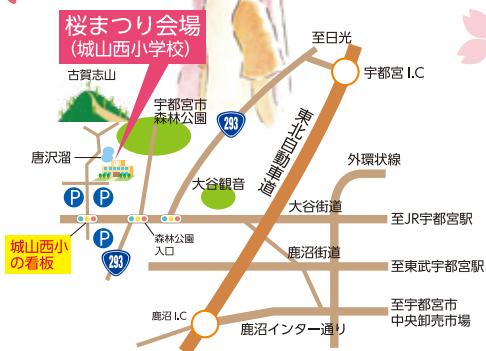 桜まつり会場
(城山西小学校)
至日光
古賀志山
宇都宮I.C
宇都宮市
森林公園
293
東北自動車道
唐沢溜
外環状線
大谷観音
大谷街道
P
P
P
至JR宇都宮駅
城山西小
の看板
森林公園
入口
293
鹿沼街道
至東武宇都宮駅
鹿沼I.C
鹿沼インター通り
至宇都宮市
中央卸売市場